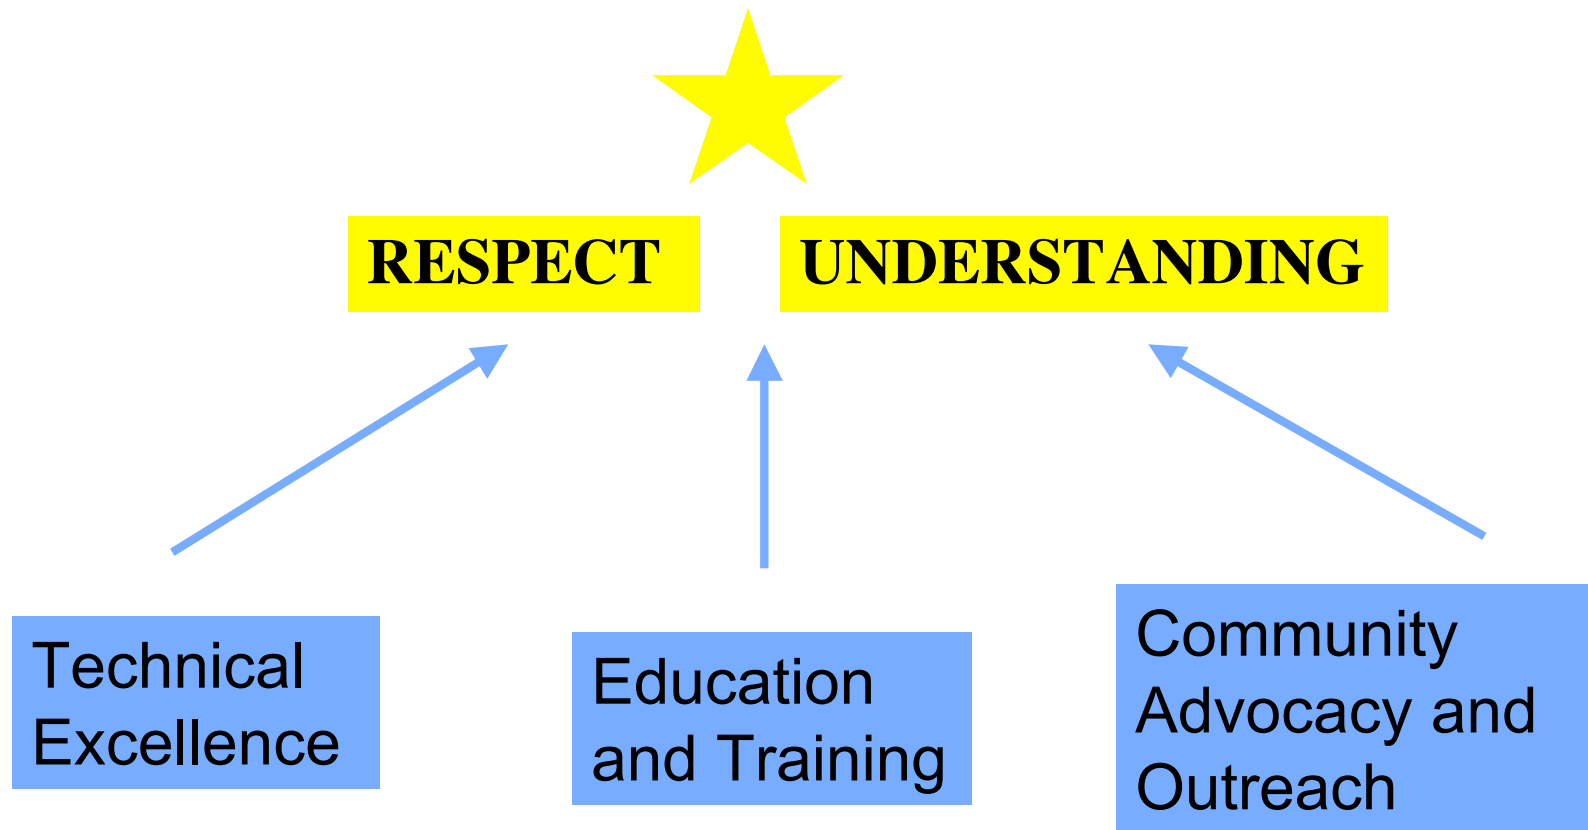 RESPECT UNDERSTANDING
Technical
Excellence
Education
and Training
Community
Advocacy and
Outreach